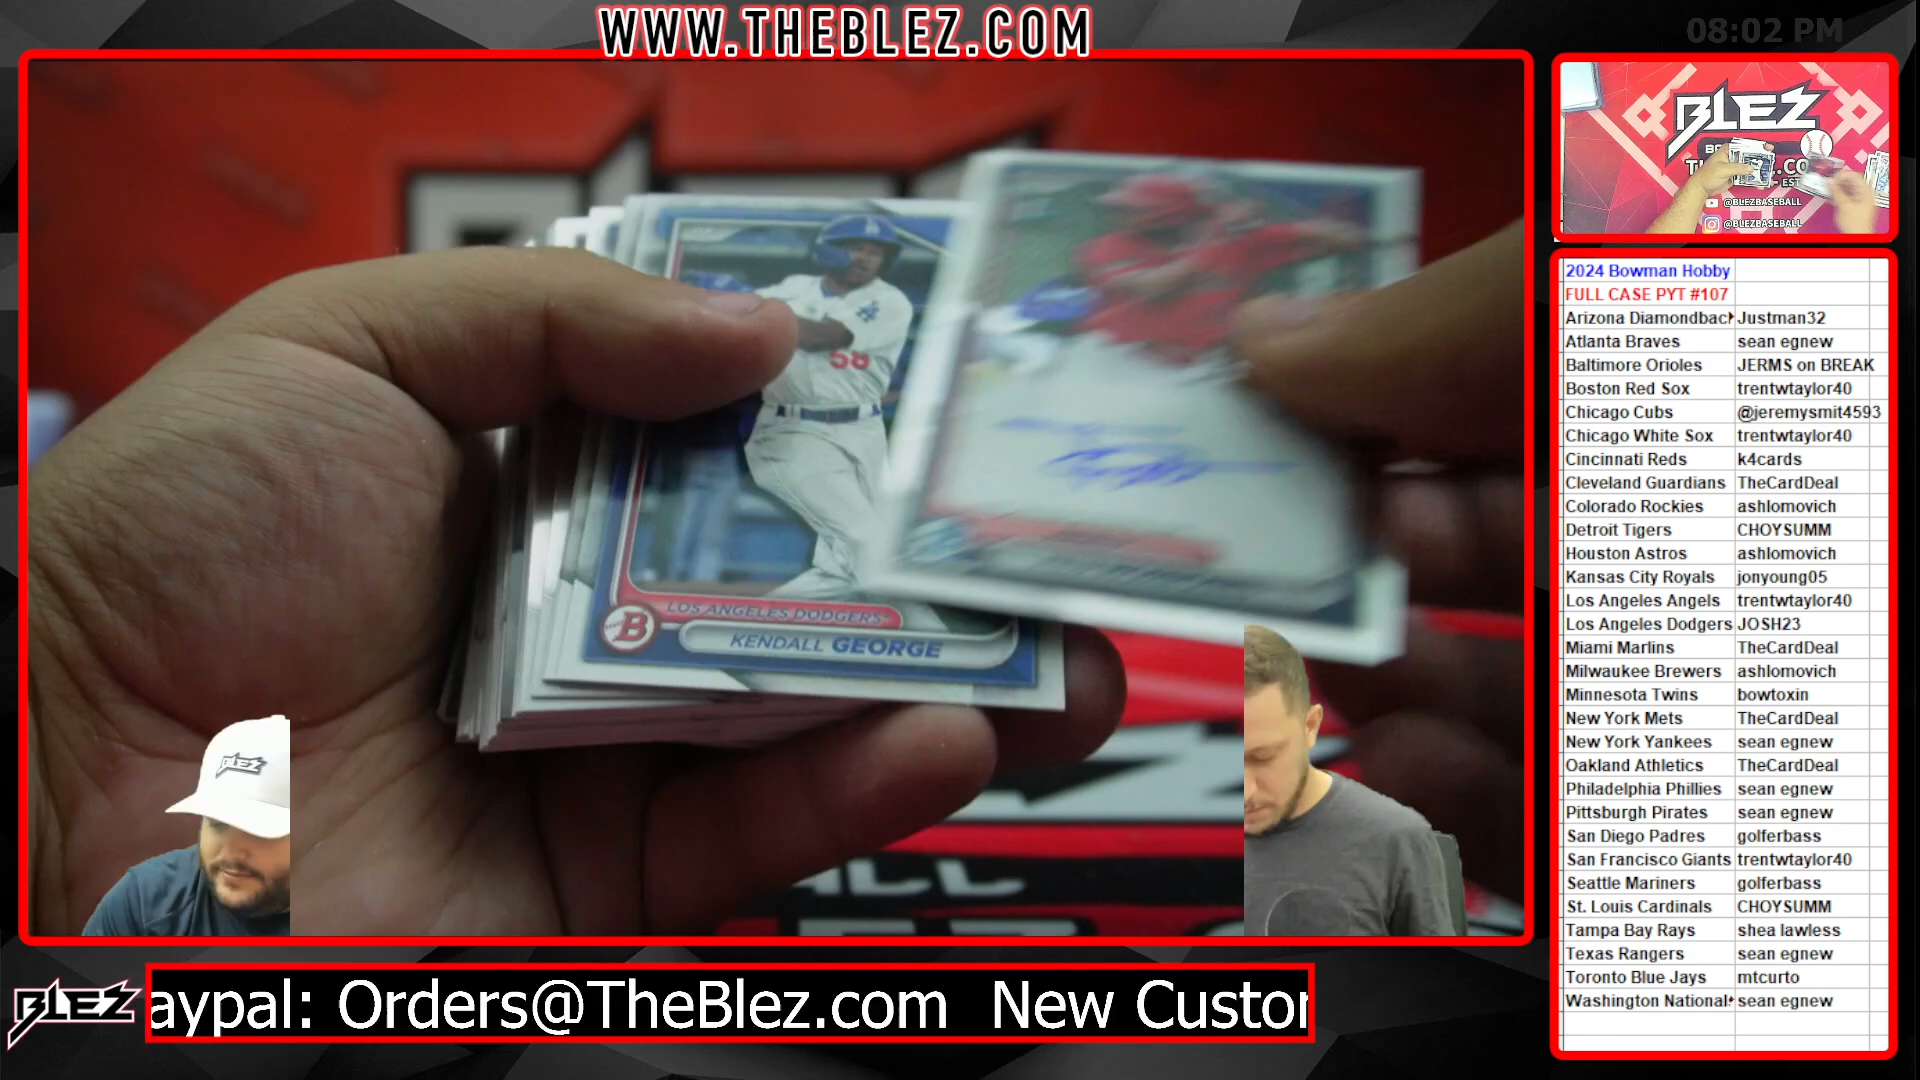 WWW.THEBLEZ.COM
08:02 PM
BLEZ
@BLEZBASEBALL
@BLEZBASEBALL
58
LOS ANGELES DODGERS
B
KENDALL GEORGE
BLEZ
2024 Bowman Hobby
FULL CASE PYT #107
Arizona Diamondbac Justman32
Atlanta Braves sean egnew
Baltimore Orioles JERMS on BREAK
Boston Red Sox trentwtaylor40
Chicago Cubs @jeremysmit4593
Chicago White Sox trentwtaylor40
Cincinnati Reds k4cards
Cleveland Guardians TheCardDeal
Colorado Rockies ashlomovich
Detroit Tigers CHOYSUMM
Houston Astros ashlomovich
Kansas City Royals jonyoung05
Los Angeles Angels trentwtaylor40
Los Angeles Dodgers JOSH23
Miami Marlins TheCardDeal
Milwaukee Brewers ashlomovich
Minnesota Twins bowtoxin
New York Mets TheCardDeal
New York Yankees sean egnew
Oakland Athletics TheCardDeal
Philadelphia Phillies sean egnew
Pittsburgh Pirates sean egnew
San Diego Padres golferbass
San Francisco Giants trentwtaylor40
Seattle Mariners golferbass
St. Louis Cardinals CHOYSUMM
Tampa Bay Rays shea lawless
Texas Rangers sean egnew
Toronto Blue Jays mtcurto
Washington National sean egnew
BLEZ
aypal: Orders@TheBlez.com New Custor